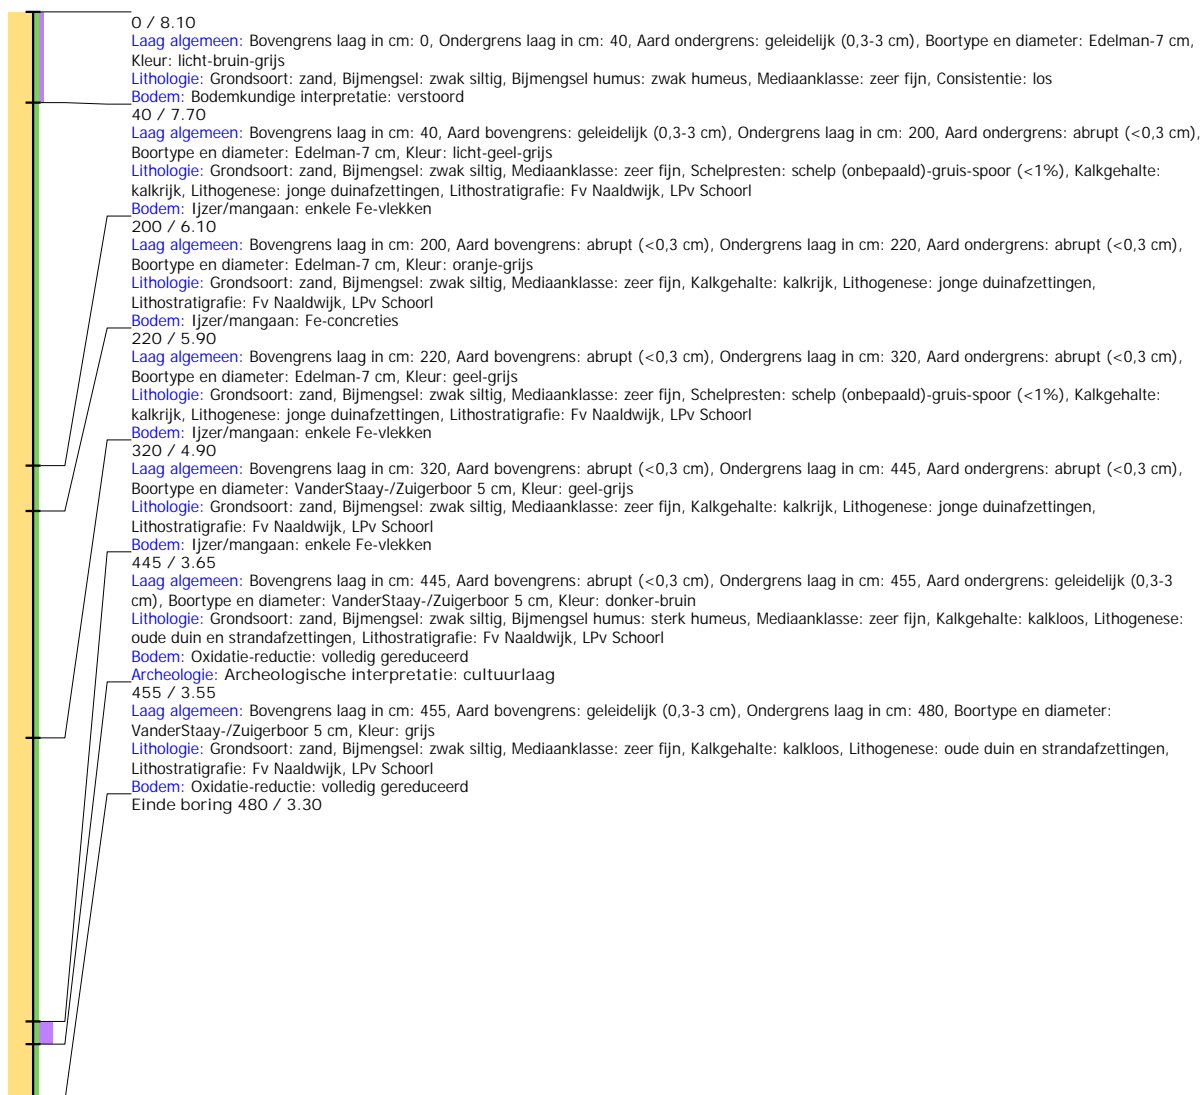 0 / 8.10
Laag algemeen: Bovengrens laag in cm: 0, Ondergrens laag in cm: 40, Aard ondergrens: geleidelijk (0,3-3 cm), Boortype en diameter: Edelman-7 cm,
Kleur: licht-bruin-grijs
Lithologie: Grondsoort: zand, Bijmengsel: zwak siltig, Bijmengsel humus: zwak humeus, Mediaanklasse: zeer fijn, Consistentie: los
Bodem: Bodemkundige interpretatie: verstoord
40 / 7.70
Laag algemeen: Bovengrens laag in cm: 40, Aard bovengrens: geleidelijk (0,3-3 cm), Ondergrens laag in cm: 200, Aard ondergrens: abrupt (<0,3 cm),
Boortype en diameter: Edelman-7 cm, Kleur: licht-geel-grijs
Lithologie: Grondsoort: zand, Bijmengsel: zwak siltig, Mediaanklasse: zeer fijn, Schelpresten: schelp (onbepaald)-gruis-spoor (<1%), Kalkgehalte:
kalkrijk, Lithogenese: jonge duinafzettingen, Lithostratigrafie: Fv Naaldwijk, LPv Schoorl
Bodem: Ijzer/mangaan: enkele Fe-vlekken
200 / 6.10
Laag algemeen: Bovengrens laag in cm: 200, Aard bovengrens: abrupt (<0,3 cm), Ondergrens laag in cm: 220, Aard ondergrens: abrupt (<0,3 cm),
Boortype en diameter: Edelman-7 cm, Kleur: oranje-grijs
Lithologie: Grondsoort: zand, Bijmengsel: zwak siltig, Mediaanklasse: zeer fijn, Kalkgehalte: kalkrijk, Lithogenese: jonge duinafzettingen,
Lithostratigrafie: Fv Naaldwijk, LPv Schoorl
Bodem: Ijzer/mangaan: Fe-concreties
220 / 5.90
Laag algemeen: Bovengrens laag in cm: 220, Aard bovengrens: abrupt (<0,3 cm), Ondergrens laag in cm: 320, Aard ondergrens: abrupt (<0,3 cm),
Boortype en diameter: Edelman-7 cm, Kleur: geel-grijs
Lithologie: Grondsoort: zand, Bijmengsel: zwak siltig, Mediaanklasse: zeer fijn, Schelpresten: schelp (onbepaald)-gruis-spoor (<1%), Kalkgehalte:
kalkrijk, Lithogenese: jonge duinafzettingen, Lithostratigrafie: Fv Naaldwijk, LPv Schoorl
Bodem: Ijzer/mangaan: enkele Fe-vlekken
320 / 4.90
Laag algemeen: Bovengrens laag in cm: 320, Aard bovengrens: abrupt (<0,3 cm), Ondergrens laag in cm: 445, Aard ondergrens: abrupt (<0,3 cm),
Boortype en diameter: VanderStaay-/Zuigerboor 5 cm, Kleur: geel-grijs
Lithologie: Grondsoort: zand, Bijmengsel: zwak siltig, Mediaanklasse: zeer fijn, Kalkgehalte: kalkrijk, Lithogenese: jonge duinafzettingen,
Lithostratigrafie: Fv Naaldwijk, LPv Schoorl
Bodem: Ijzer/mangaan: enkele Fe-vlekken
445 / 3.65
Laag algemeen: Bovengrens laag in cm: 445, Aard bovengrens: abrupt (<0,3 cm), Ondergrens laag in cm: 455, Aard ondergrens: geleidelijk (0,3-3
cm), Boortype en diameter: VanderStaay-/Zuigerboor 5 cm, Kleur: donker-bruin
Lithologie: Grondsoort: zand, Bijmengsel: zwak siltig, Bijmengsel humus: sterk humeus, Mediaanklasse: zeer fijn, Kalkgehalte: kalkloos, Lithogenese:
oude duin en strandafzettingen, Lithostratigrafie: Fv Naaldwijk, LPv Schoorl
Bodem: Oxidatie-reductie: volledig gereduceerd
Archeologie: Archeologische interpretatie: cultuurlaag
455 / 3.55
Laag algemeen: Bovengrens laag in cm: 455, Aard bovengrens: geleidelijk (0,3-3 cm), Ondergrens laag in cm: 480, Boortype en diameter:
VanderStaay-/Zuigerboor 5 cm, Kleur: grijs
Lithologie: Grondsoort: zand, Bijmengsel: zwak siltig, Mediaanklasse: zeer fijn, Kalkgehalte: kalkloos, Lithogenese: oude duin en strandafzettingen,
Lithostratigrafie: Fv Naaldwijk, LPv Schoorl
Bodem: Oxidatie-reductie: volledig gereduceerd
Einde boring 480 / 3.30